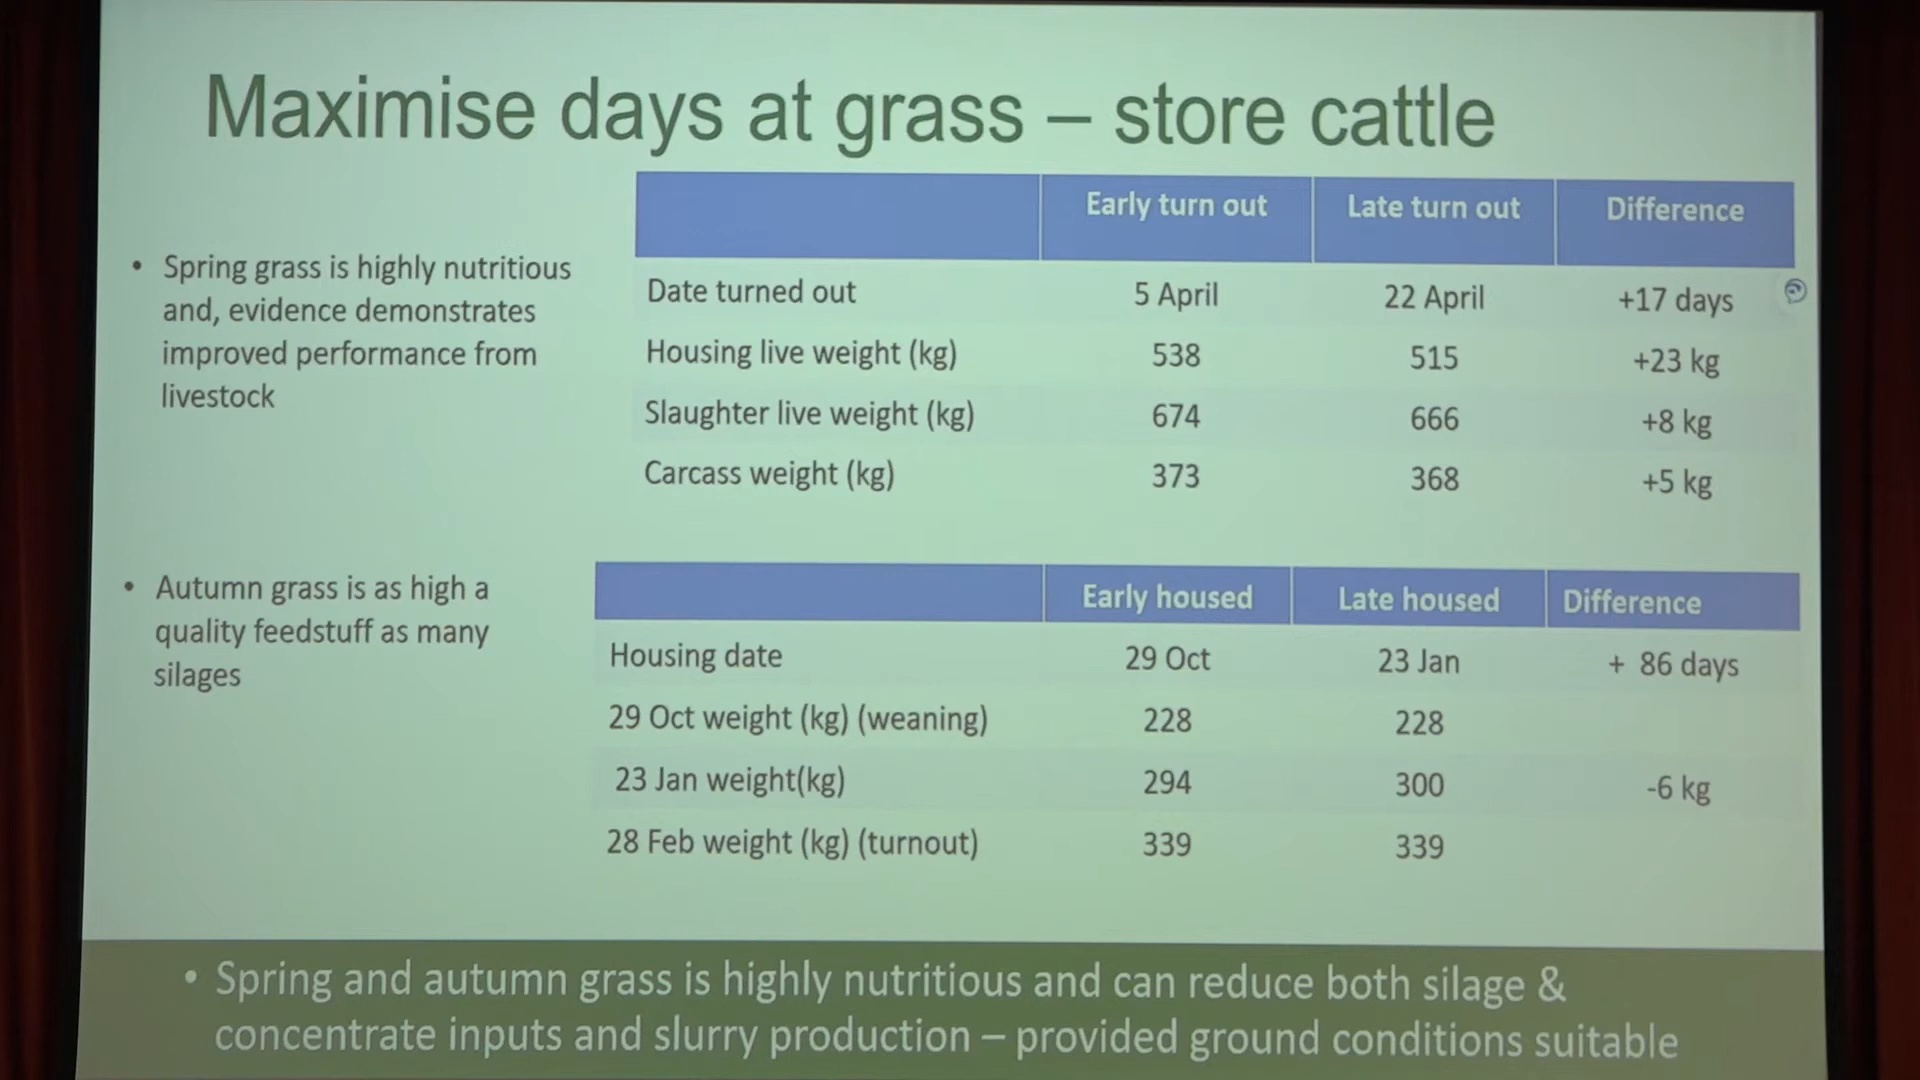 Maximise days at grass – store cattle
• Spring grass is highly nutritious
and, evidence demonstrates
improved performance from
livestock
Early turn out Late turn out Difference
Date turned out 5 April 22 April +17 days
Housing live weight (kg) 538 515 +23 kg
Slaughter live weight (kg) 674 666 +8 kg
Carcass weight (kg) 373 368 +5 kg
• Autumn grass is as high a
quality feedstuff as many
silages
Early housed Late housed Difference
Housing date 29 Oct 23 Jan + 86 days
29 Oct weight (kg) (weaning) 228 228
23 Jan weight(kg) 294 300 -6 kg
28 Feb weight (kg) (turnout) 339 339
• Spring and autumn grass is highly nutritious and can reduce both silage &
concentrate inputs and slurry production – provided ground conditions suitable